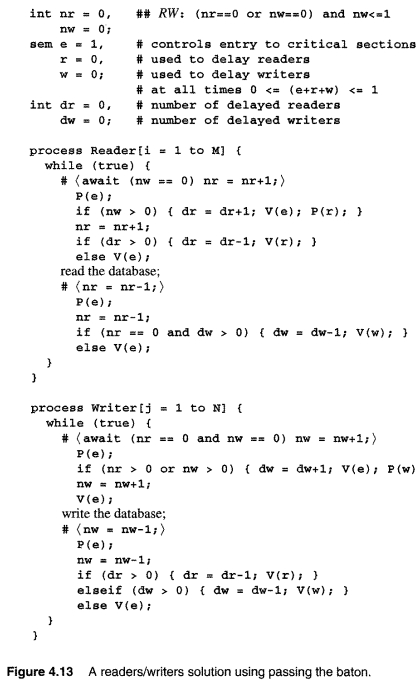 int nr = 0,   ## RW: (nr==0 or nw==0) and nw<=1
    nw = 0;
sem e = 1,    # controls entry to critical sections
    r = 0,    # used to delay readers
    w = 0;    # used to delay writers
              # at all times 0 <= (e+r+w) <= 1
int dr = 0,   # number of delayed readers
    dw = 0;   # number of delayed writers
process Reader[i = 1 to M] {
  while (true) {
    # ⟨await (nw == 0) nr = nr+1;⟩
      P(e);
      if (nw > 0) { dr = dr+1; V(e); P(r); }
      nr = nr+1;
      if (dr > 0) { dr = dr-1; V(r); }
      else V(e);
    read the database;
    # ⟨nr = nr-1;⟩
      P(e);
      nr = nr-1;
      if (nr == 0 and dw > 0) { dw = dw-1; V(w); }
      else V(e);
  }
}
process Writer[j = 1 to N] {
  while (true) {
    # ⟨await (nr == 0 and nw == 0) nw = nw+1;⟩
      P(e);
      if (nr > 0 or nw > 0) { dw = dw+1; V(e); P(w)
      nw = nw+1;
      V(e);
    write the database;
    # ⟨nw = nw-1;⟩
      P(e);
      nw = nw-1;
      if (dr > 0) { dr = dr-1; V(r); }
      elseif (dw > 0) { dw = dw-1; V(w); }
      else V(e);
  }
}
Figure 4.13 A readers/writers solution using passing the baton.